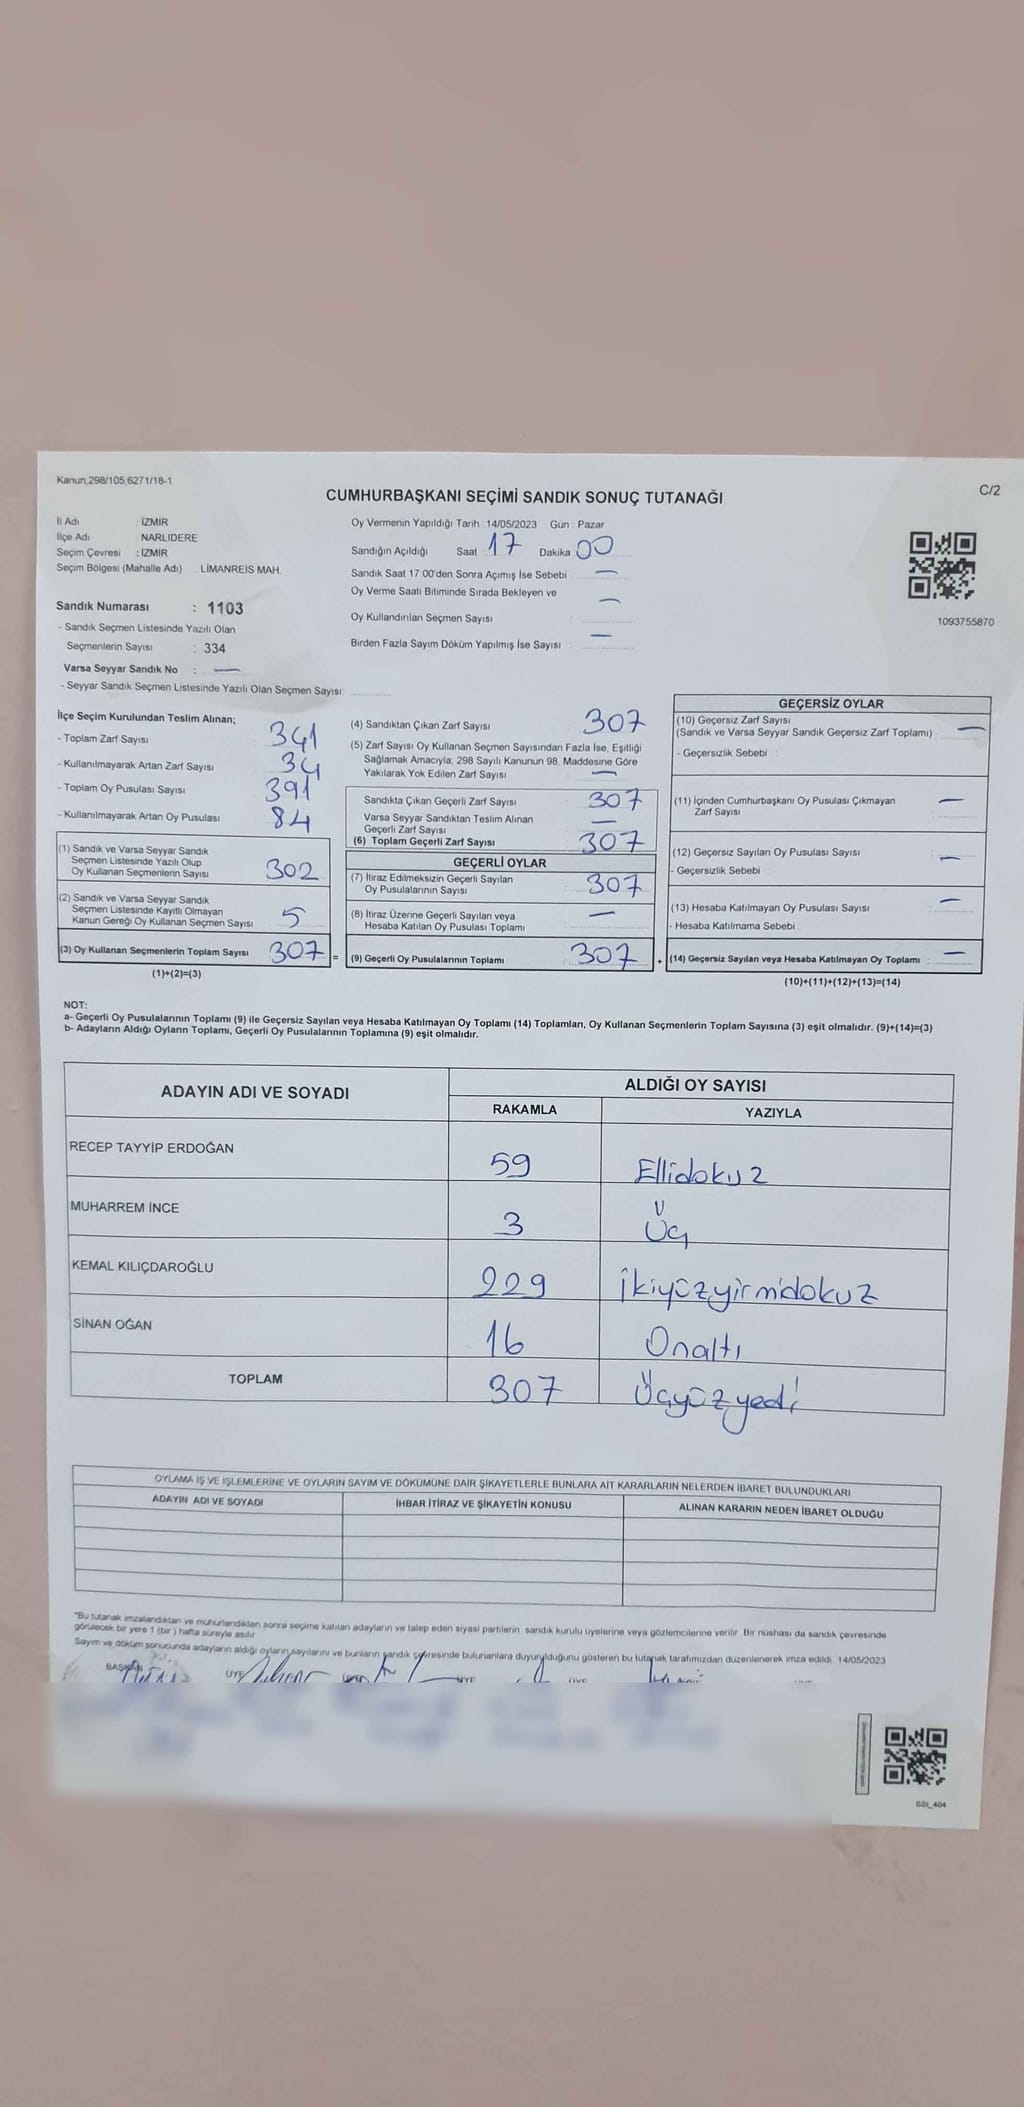 Kanun;298/105;6271/18-1
C/2
CUMHURBAŞKANI SEÇİMİ SANDIK SONUÇ TUTANAĞI
İl Adı : İZMİR
İlçe Adı NARLIDERE
Seçim Çevresi : İZMİR
Seçim Bölgesi (Mahalle Adı) LİMANREİS MAH.
Sandık Numarası : 1103
- Sandık Seçmen Listesinde Yazılı Olan
Seçmenlerin Sayısı : 334
Varsa Seyyar Sandık No : —
- Seyyar Sandık Seçmen Listesinde Yazılı Olan Seçmen Sayısı:
Oy Vermenin Yapıldığı Tarih : 14/05/2023 Gün : Pazar
Sandığın Açıldığı Saat 17 Dakika 00
Sandık Saat 17:00'den Sonra Açımış İse Sebebi : —
Oy Verme Saati Bitiminde Sırada Bekleyen ve
Oy Kullandırılan Seçmen Sayısı : —
Birden Fazla Sayım Döküm Yapılmış İse Sayısı : —
1093755870
İlçe Seçim Kurulundan Teslim Alınan;
- Toplam Zarf Sayısı 341
- Kullanılmayarak Artan Zarf Sayısı 34
- Toplam Oy Pusulası Sayısı 391
- Kullanılmayarak Artan Oy Pusulası 84
(1) Sandık ve Varsa Seyyar Sandık
Seçmen Listesinde Yazılı Olup
Oy Kullanan Seçmenlerin Sayısı 302
(2) Sandık ve Varsa Seyyar Sandık
Seçmen Listesinde Kayıtlı Olmayan
Kanun Gereği Oy Kullanan Seçmen Sayısı 5
(3) Oy Kullanan Seçmenlerin Toplam Sayısı 307 =
(1)+(2)=(3)
(4) Sandıktan Çıkan Zarf Sayısı 307
(5) Zarf Sayısı Oy Kullanan Seçmen Sayısından Fazla İse, Eşitliği
Sağlamak Amacıyla, 298 Sayılı Kanunun 98. Maddesine Göre
Yakılarak Yok Edilen Zarf Sayısı —
Sandıkta Çıkan Geçerli Zarf Sayısı 307
Varsa Seyyar Sandıktan Teslim Alınan
Geçerli Zarf Sayısı —
(6) Toplam Geçerli Zarf Sayısı 307
GEÇERLİ OYLAR
(7) İtiraz Edilmeksizin Geçerli Sayılan
Oy Pusulalarının Sayısı : 307
(8) İtiraz Üzerine Geçerli Sayılan veya
Hesaba Katılan Oy Pusulası Toplamı : —
(9) Geçerli Oy Pusulalarının Toplamı : 307 +
GEÇERSİZ OYLAR
(10) Geçersiz Zarf Sayısı
(Sandık ve Varsa Seyyar Sandık Geçersiz Zarf Toplamı) : —
- Geçersizlik Sebebi :
(11) İçinden Cumhurbaşkanı Oy Pusulası Çıkmayan
Zarf Sayısı : —
(12) Geçersiz Sayılan Oy Pusulası Sayısı : —
- Geçersizlik Sebebi :
(13) Hesaba Katılmayan Oy Pusulası Sayısı : —
- Hesaba Katılmama Sebebi :
(14) Geçersiz Sayılan veya Hesaba Katılmayan Oy Toplamı : —
(10)+(11)+(12)+(13)=(14)
NOT:
a- Geçerli Oy Pusulalarının Toplamı (9) ile Geçersiz Sayılan veya Hesaba Katılmayan Oy Toplamı (14) Toplamları, Oy Kullanan Seçmenlerin Toplam Sayısına (3) eşit olmalıdır. (9)+(14)=(3)
b- Adayların Aldığı Oyların Toplamı, Geçerli Oy Pusulalarının Toplamına (9) eşit olmalıdır.
ADAYIN ADI VE SOYADI ALDIĞI OY SAYISI
RAKAMLA YAZIYLA
RECEP TAYYİP ERDOĞAN 59 Ellidokuz
MUHARREM İNCE 3 Üç
KEMAL KILIÇDAROĞLU 229 İkiyüzyirmidokuz
SİNAN OĞAN 16 Onaltı
TOPLAM 307 Üçyüzyedi
OYLAMA İŞ VE İŞLEMLERİNE VE OYLARIN SAYIM VE DÖKÜMÜNE DAİR ŞİKAYETLERLE BUNLARA AİT KARARLARIN NELERDEN İBARET BULUNDUKLARI
ADAYIN ADI VE SOYADI İHBAR İTİRAZ VE ŞİKAYETİN KONUSU ALINAN KARARIN NEDEN İBARET OLDUĞU
"Bu tutanak imzalandıktan ve mühürlendikten sonra seçime katılan adayların ve talep eden siyasi partilerin sandık kurulu üyelerine veya gözlemcilerine verilir. Bir nüshası da sandık çevresinde
görülecek bir yere 1 (bir) hafta süreyle asılır
Sayım ve döküm sonucunda adayların aldığı oyların sayılarını ve bunların sandık çevresinde bulunanlara duyurulduğunu gösteren bu tutanak tarafımızdan düzenlenerek imza edildi. 14/05/2023
BAŞKAN ÜYE ÜYE ÜYE